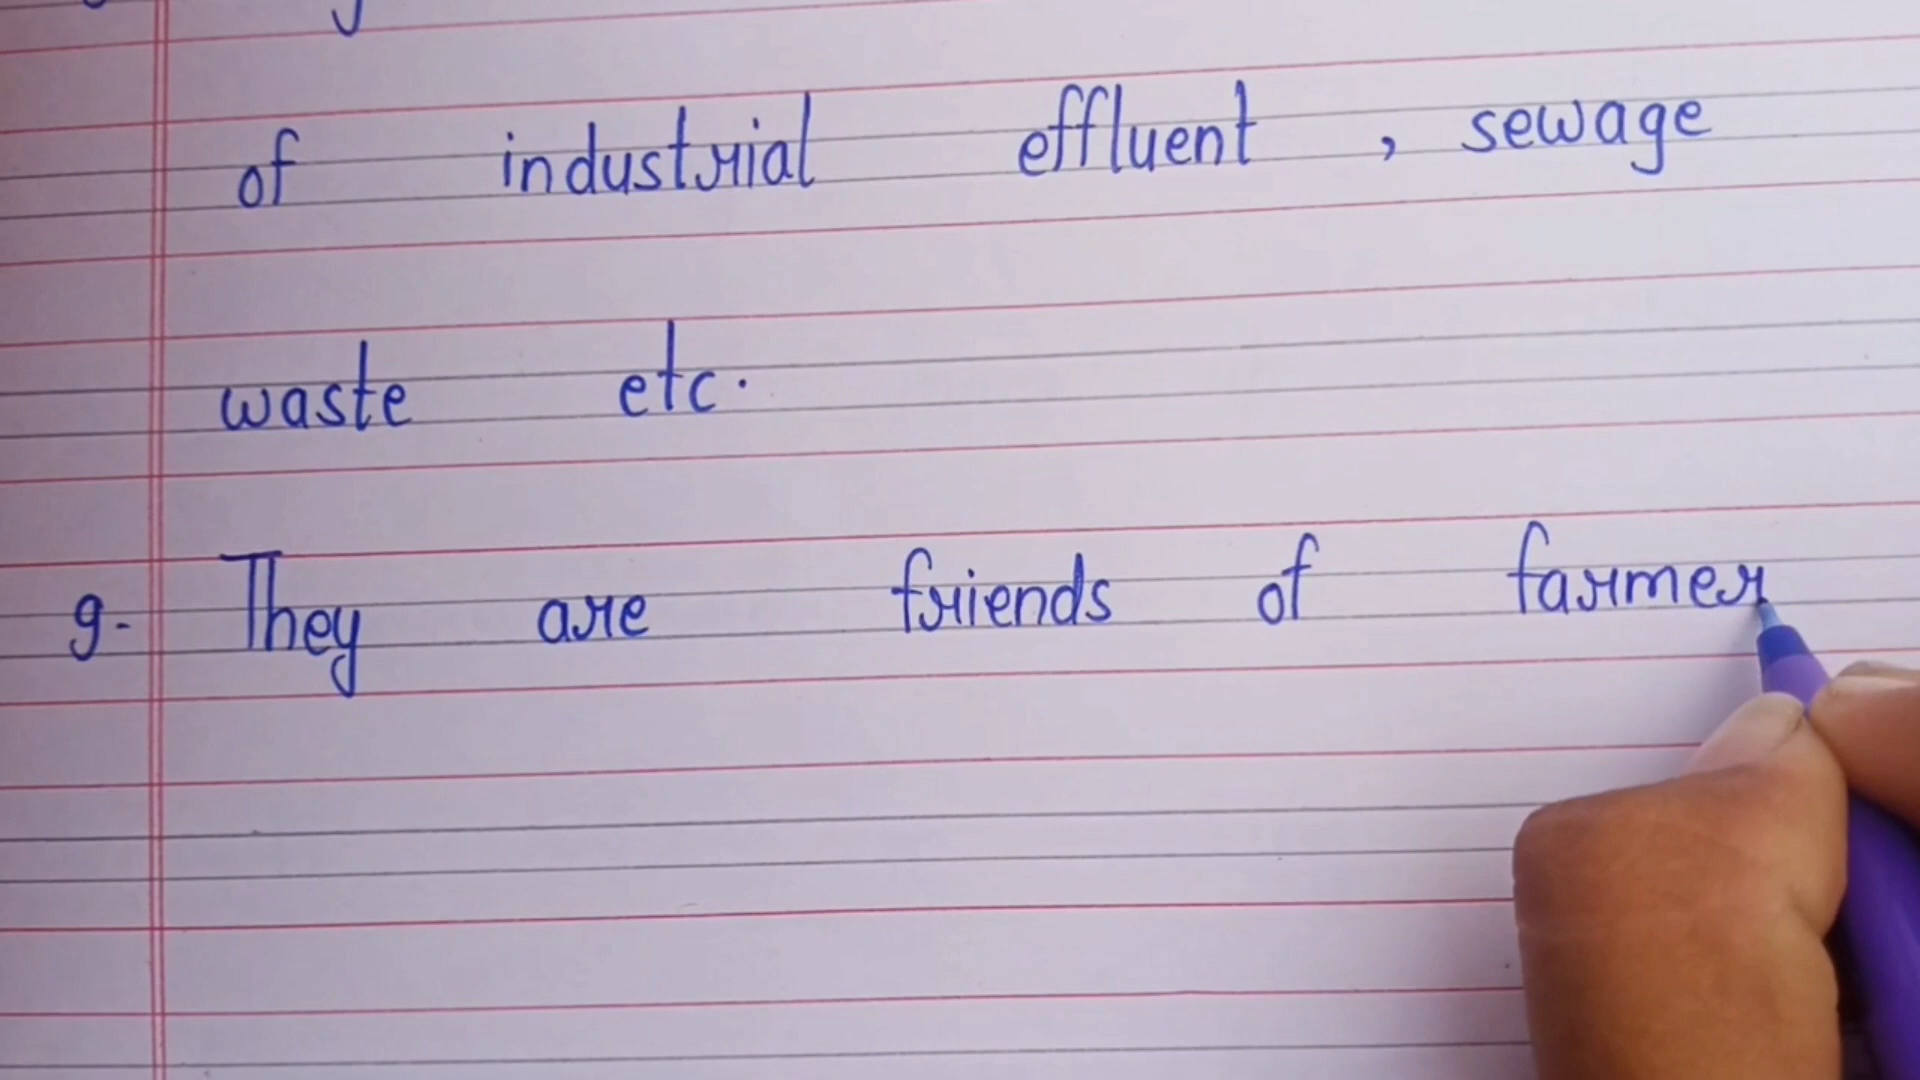 of industrial effluent , sewage
waste etc.
9. They are friends of farmer